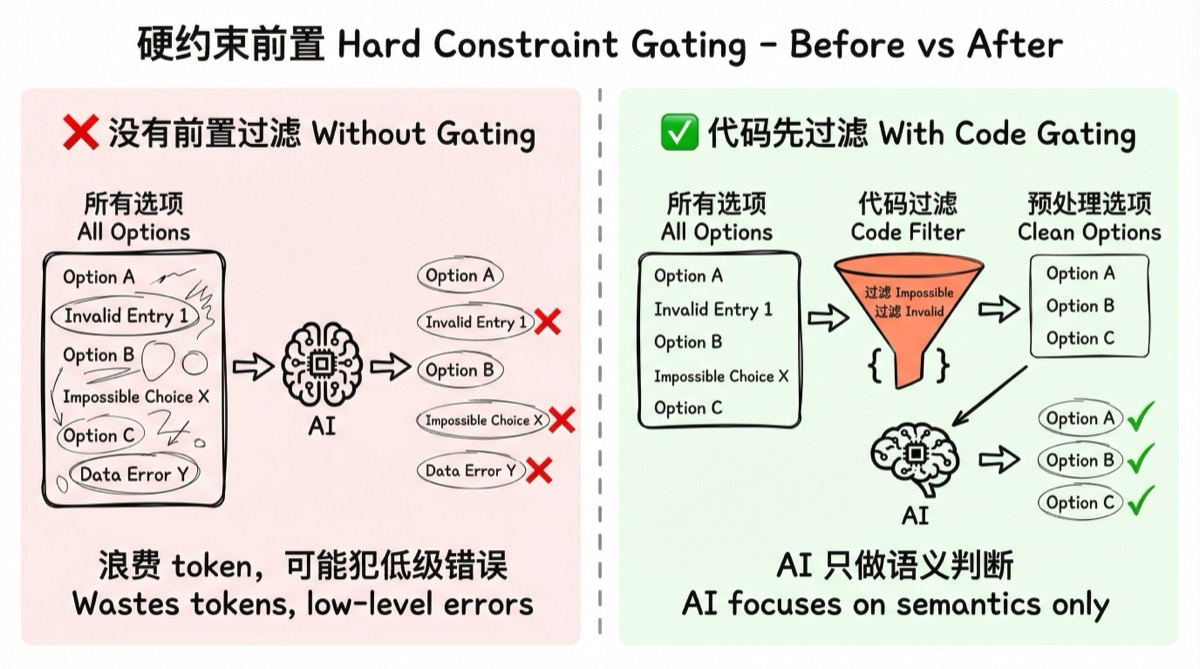 硬约束前置 Hard Constraint Gating – Before vs After
❌ 没有前置过滤 Without Gating
所有选项
All Options
Option A
Invalid Entry 1
Option B
Impossible Choice X
Option C
Data Error Y
AI
Option A
Invalid Entry 1
Option B
Impossible Choice X
Data Error Y
浪费 token，可能犯低级错误
Wastes tokens, low-level errors
✅ 代码先过滤 With Code Gating
所有选项
All Options
Option A
Invalid Entry 1
Option B
Impossible Choice X
Option C
代码过滤
Code Filter
过滤 Impossible
过滤 Invalid
{ }
预处理选项
Clean Options
Option A
Option B
Option C
AI
Option A
Option B
Option C
AI 只做语义判断
AI focuses on semantics only